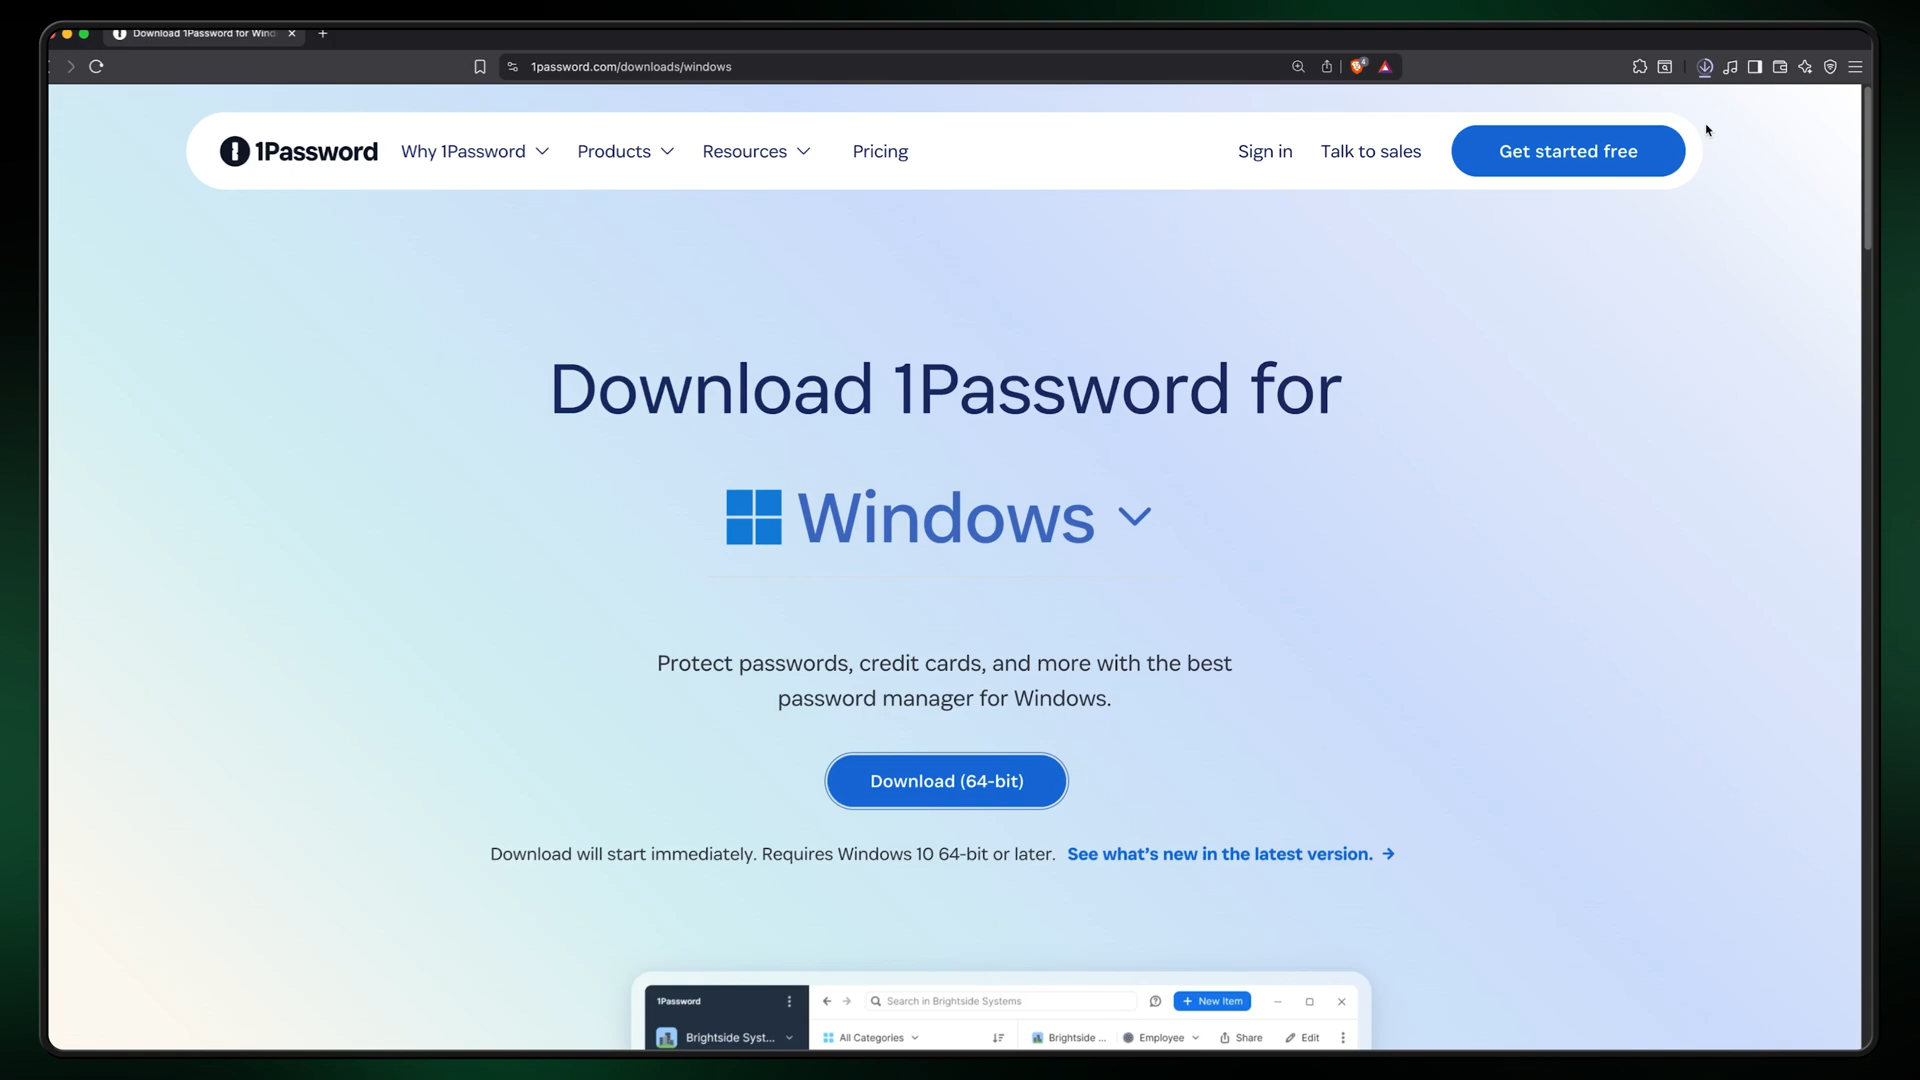 Download 1Password for Wind
1password.com/downloads/windows
4
1Password
Why 1Password
Products
Resources
Pricing
Sign in
Talk to sales
Get started free
Download 1Password for
Windows
Protect passwords, credit cards, and more with the best
password manager for Windows.
Download (64-bit)
Download will start immediately. Requires Windows 10 64-bit or later. See what's new in the latest version. →
1Password
Search in Brightside Systems
+ New Item
Brightside Syst...
All Categories
Brightside ...
Employee
Share
Edit